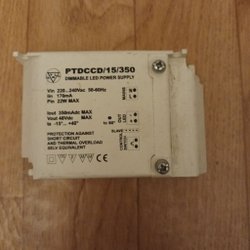 PTDCCD/15/350
DIMMABLE LED POWER SUPPLY
Vin 220...240Vac 50-60Hz
Iin 170mA
Pin 22W MAX
Iout 350mAdc MAX
Vout 48Vdc MAX
ta -15°...+45°
PROTECTION AGAINST
SHORT CIRCUIT
AND THERMAL OVERLOAD
SELV EQUIVALENT
MAINS
OUT
LED
SLAVE
CONTROL